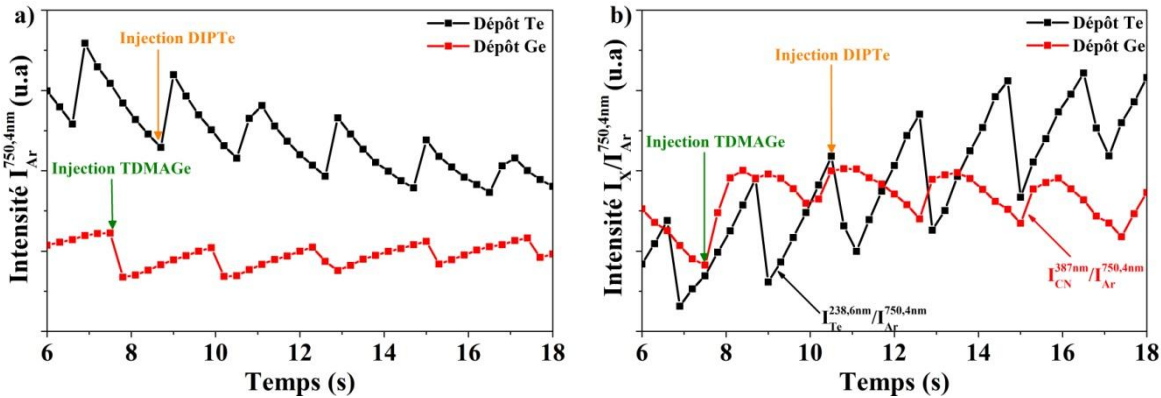 a)
Dépôt Te
Dépôt Ge
Injection DIPTe
Injection TDMAGe
Intensité I_Ar^750,4nm (u.a)
6 8 10 12 14 16 18
Temps (s)
b)
Dépôt Te
Dépôt Ge
Injection DIPTe
Injection TDMAGe
I_CN^387nm/I_Ar^750,4nm
I_Te^238,6nm/I_Ar^750,4nm
Intensité I_X/I_Ar^750,4nm (u.a)
6 8 10 12 14 16 18
Temps (s)